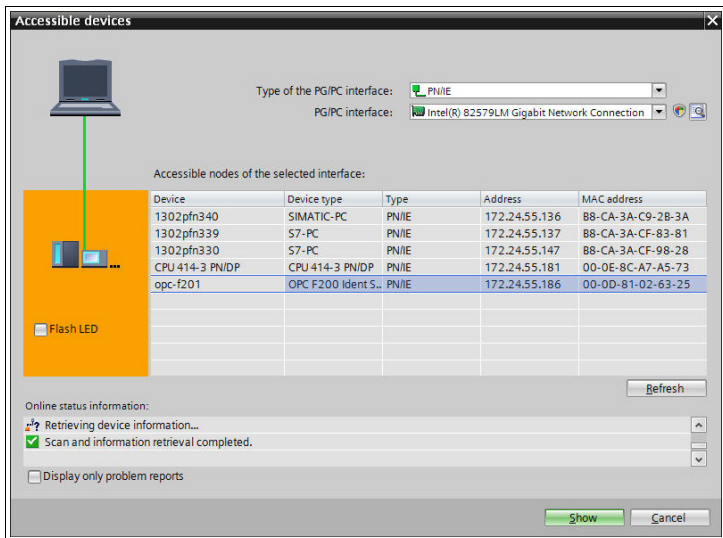 Accessible devices
Type of the PG/PC interface: PN/IE
PG/PC interface: Intel(R) 82579LM Gigabit Network Connection
Accessible nodes of the selected interface:
Device Device type Type Address MAC address
1302pfn340 SIMATIC-PC PN/IE 172.24.55.136 B8-CA-3A-C9-2B-3A
1302pfn339 S7-PC PN/IE 172.24.55.137 B8-CA-3A-CF-83-81
1302pfn330 S7-PC PN/IE 172.24.55.147 B8-CA-3A-CF-98-28
CPU 414-3 PN/DP CPU 414-3 PN/DP PN/IE 172.24.55.181 00-0E-8C-A7-A5-73
opc-f201 OPC F200 Ident S... PN/IE 172.24.55.186 00-0D-81-02-63-25
Flash LED
Refresh
Online status information:
Retrieving device information...
Scan and information retrieval completed.
Display only problem reports
Show Cancel